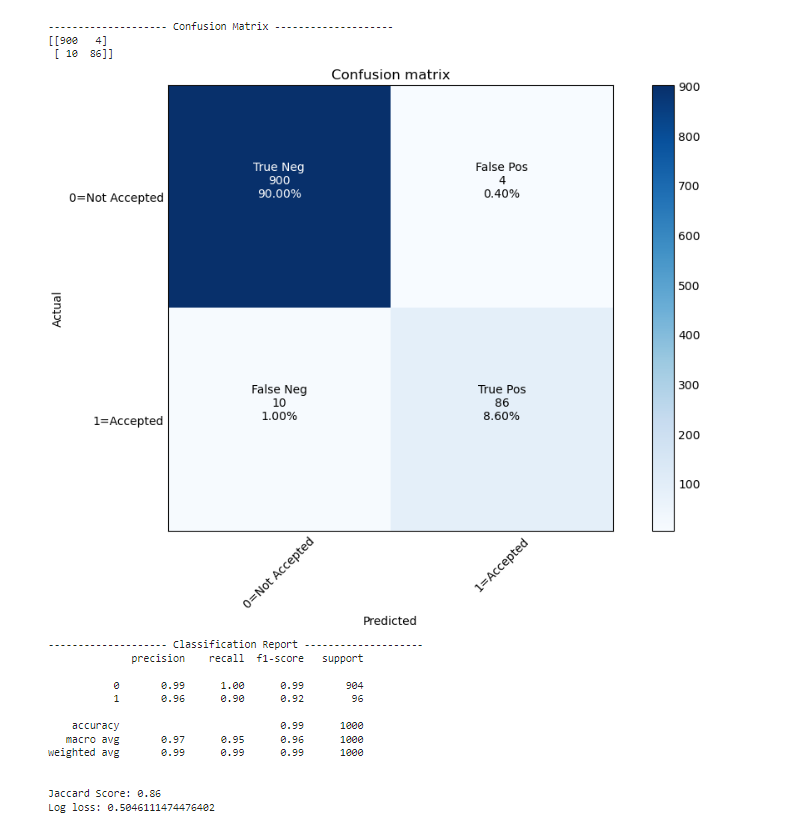 -------------------- Confusion Matrix --------------------
[[900   4]
 [ 10  86]]
Confusion matrix
True Neg
900
90.00%
False Pos
4
0.40%
0=Not Accepted
False Neg
10
1.00%
True Pos
86
8.60%
1=Accepted
Actual
0=Not Accepted
1=Accepted
Predicted
900
800
700
600
500
400
300
200
100
-------------------- Classification Report --------------------
precision recall f1-score support
0 0.99 1.00 0.99 904
1 0.96 0.90 0.92 96
accuracy 0.99 1000
macro avg 0.97 0.95 0.96 1000
weighted avg 0.99 0.99 0.99 1000
Jaccard Score: 0.86
Log loss: 0.5046111474476402